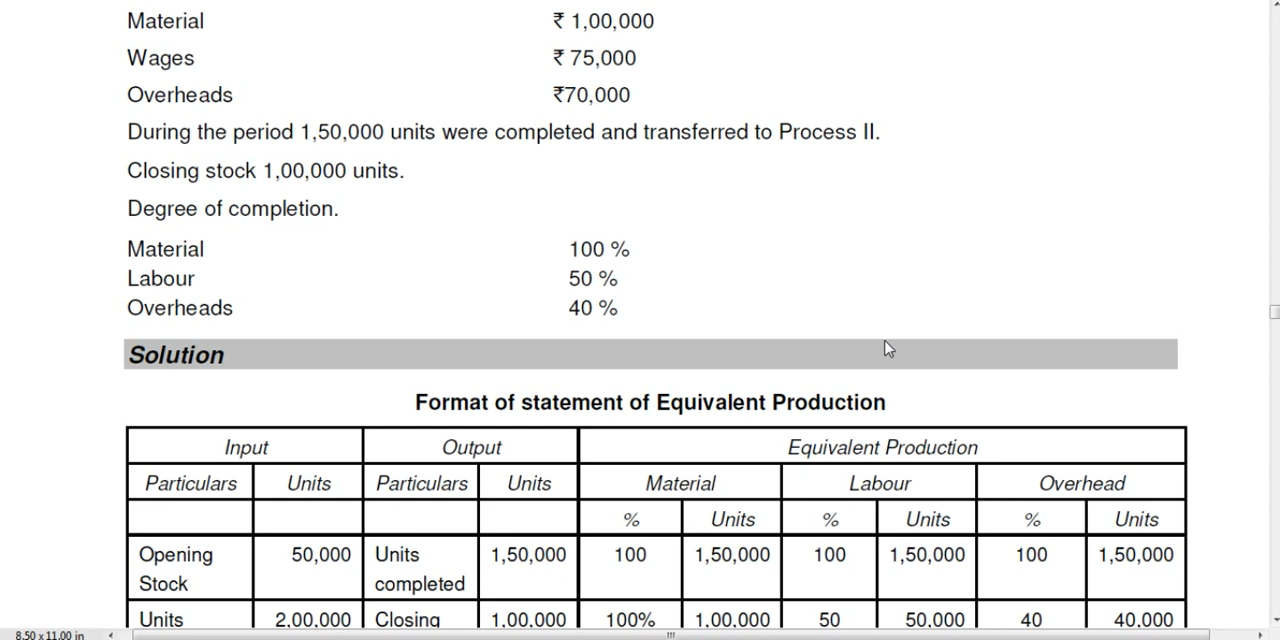 Material ₹ 1,00,000
Wages ₹ 75,000
Overheads ₹70,000
During the period 1,50,000 units were completed and transferred to Process II.
Closing stock 1,00,000 units.
Degree of completion.
Material 100 %
Labour 50 %
Overheads 40 %
Solution
Format of statement of Equivalent Production
Input Output Equivalent Production
Particulars Units Particulars Units Material Labour Overhead
% Units % Units % Units
Opening 50,000 Units 1,50,000 100 1,50,000 100 1,50,000 100 1,50,000
Stock completed
Units 2,00,000 Closing 1,00,000 100% 1,00,000 50 50,000 40 40,000
8.50 x 11.00 in